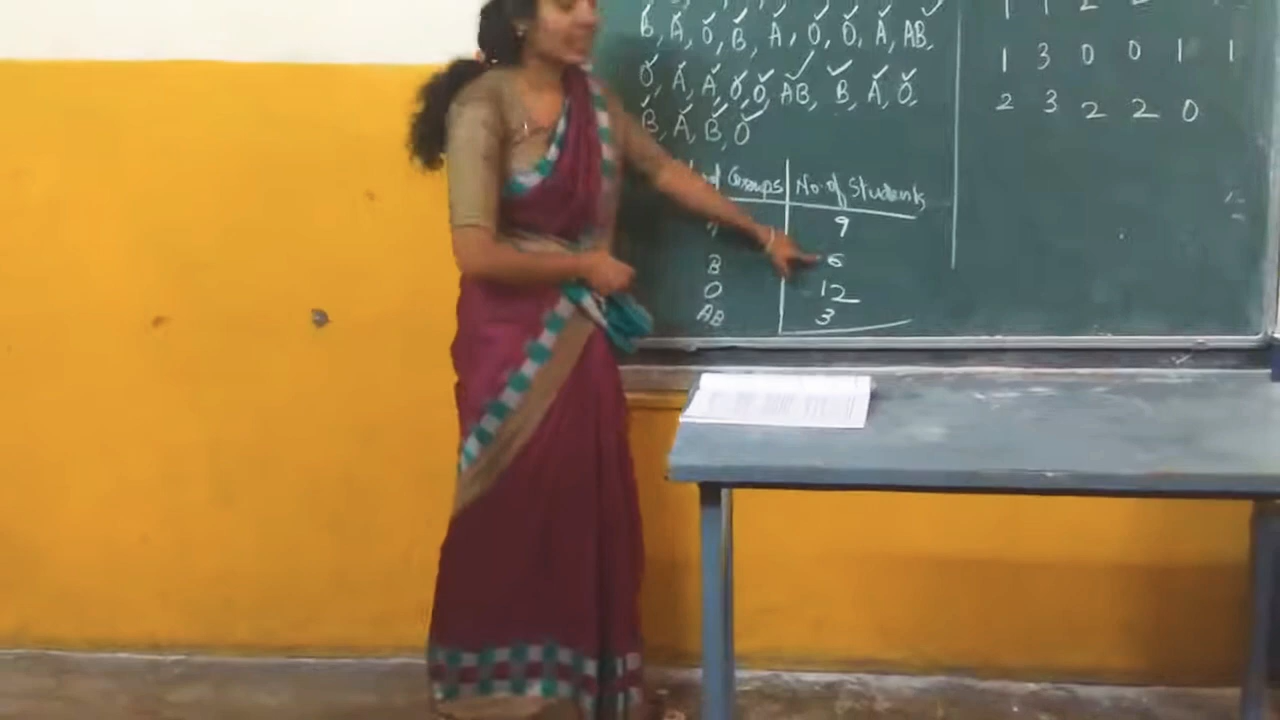 B, A, O, B, A, O, O, A, AB,
O, A, A, O, O, AB, B, A, O,
B, A, B, O
Groups No. of Students
9
B 6
O 12
AB 3
1 3 0 0 1 1
2 3 2 2 0